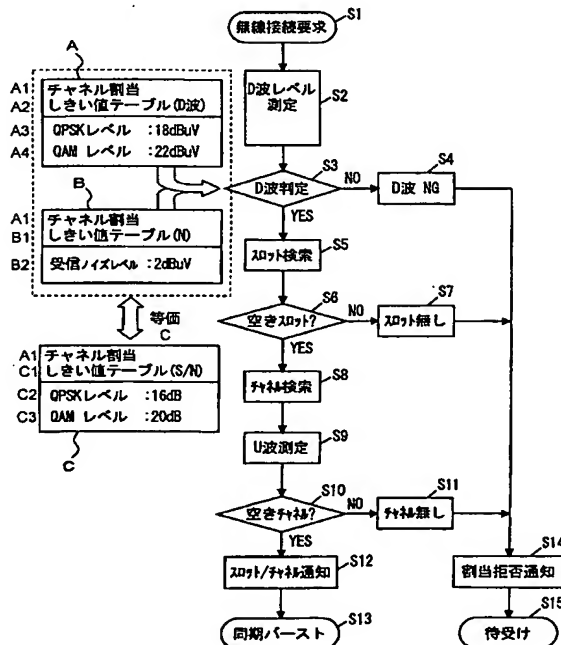 A
A1 チャネル割当
A2 しきい値テーブル(D波)
A3 QPSKレベル :18dBuV
A4 QAM レベル :22dBuV
B
A1 チャネル割当
B1 しきい値テーブル(N)
B2 受信ノイズレベル :2dBuV
等価
C
A1 チャネル割当
C1 しきい値テーブル(S/N)
C2 QPSKレベル :16dB
C3 QAM レベル :20dB
C
無線接続要求 S1
D波レベル
測定
S2
D波判定 S3
NO
YES
D波 NG S4
スロット検索 S5
空きスロット? S6
NO
YES
スロット無し S7
チャネル検索 S8
U波測定 S9
空きチャネル? S10
NO
YES
チャネル無し S11
スロット/チャネル通知 S12
同期バースト S13
割当拒否通知 S14
待受け S15